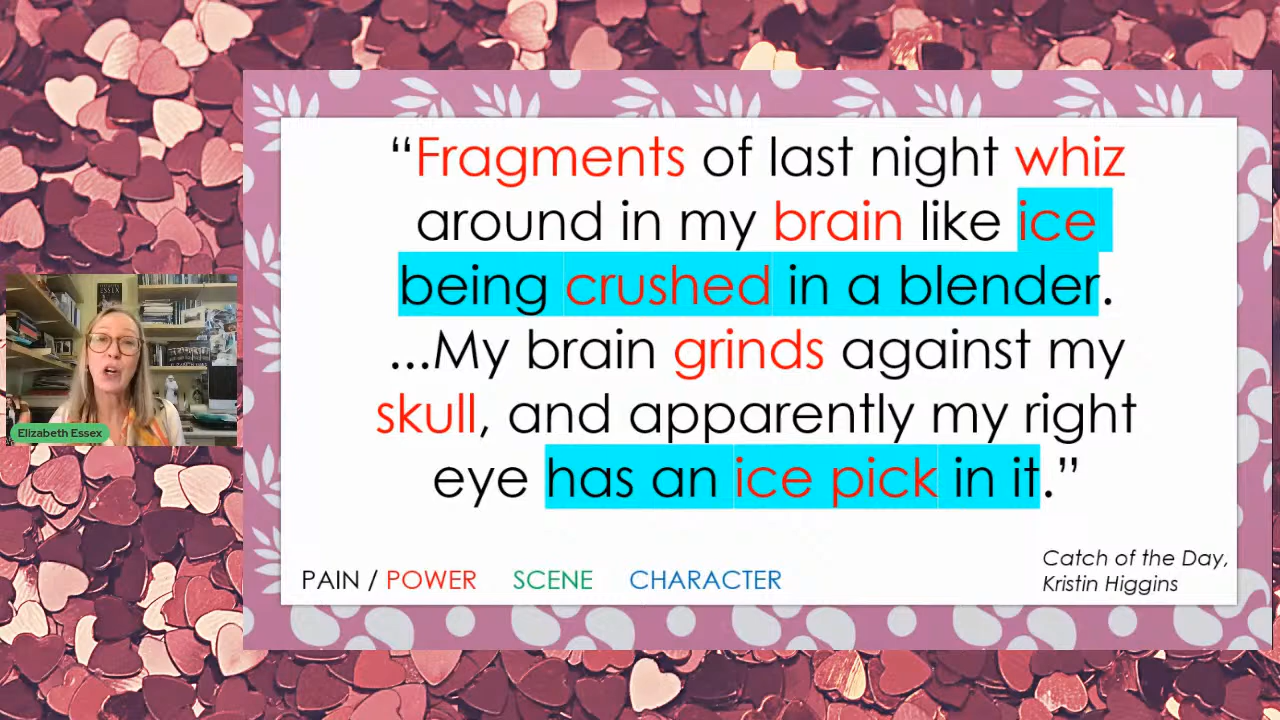 “Fragments of last night whiz
around in my brain like ice
being crushed in a blender.
...My brain grinds against my
skull, and apparently my right
eye has an ice pick in it.”
PAIN / POWER SCENE CHARACTER
Catch of the Day,
Kristin Higgins
ESSEX
Elizabeth Essex